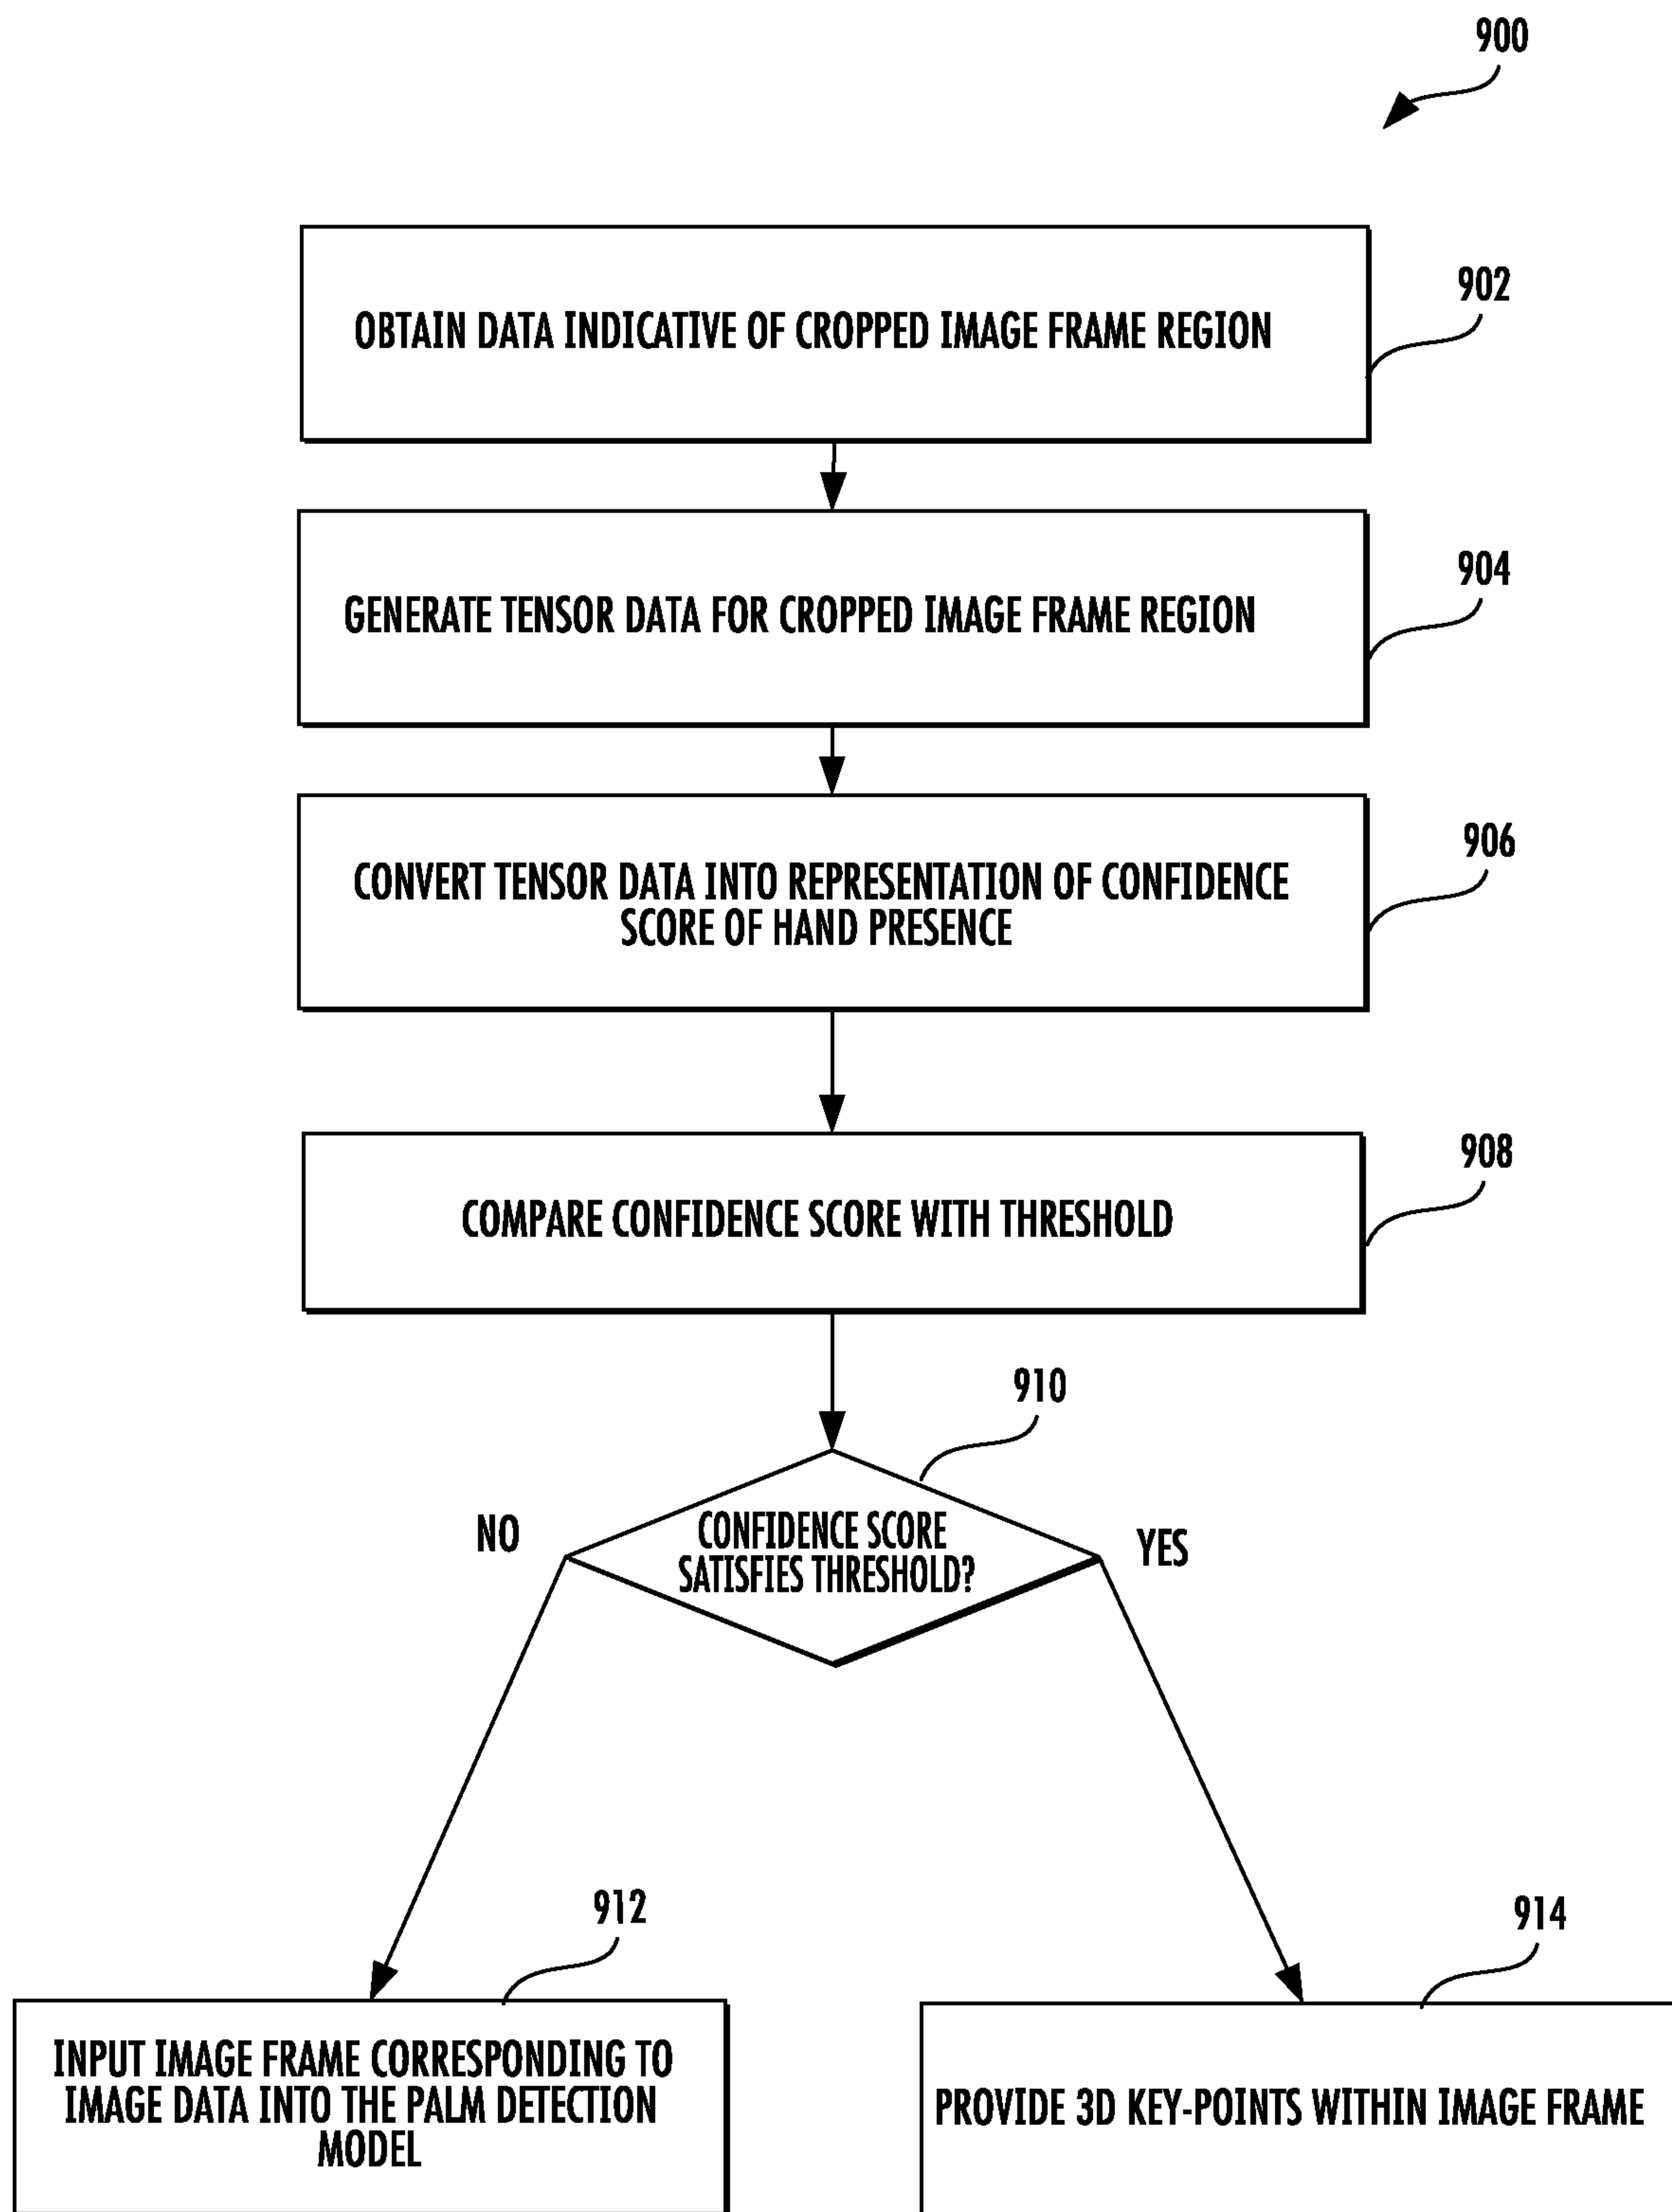 900
OBTAIN DATA INDICATIVE OF CROPPED IMAGE FRAME REGION
902
GENERATE TENSOR DATA FOR CROPPED IMAGE FRAME REGION
904
CONVERT TENSOR DATA INTO REPRESENTATION OF CONFIDENCE
SCORE OF HAND PRESENCE
906
COMPARE CONFIDENCE SCORE WITH THRESHOLD
908
910
NO
CONFIDENCE SCORE
SATISFIES THRESHOLD?
YES
912
INPUT IMAGE FRAME CORRESPONDING TO
IMAGE DATA INTO THE PALM DETECTION
MODEL
914
PROVIDE 3D KEY-POINTS WITHIN IMAGE FRAME